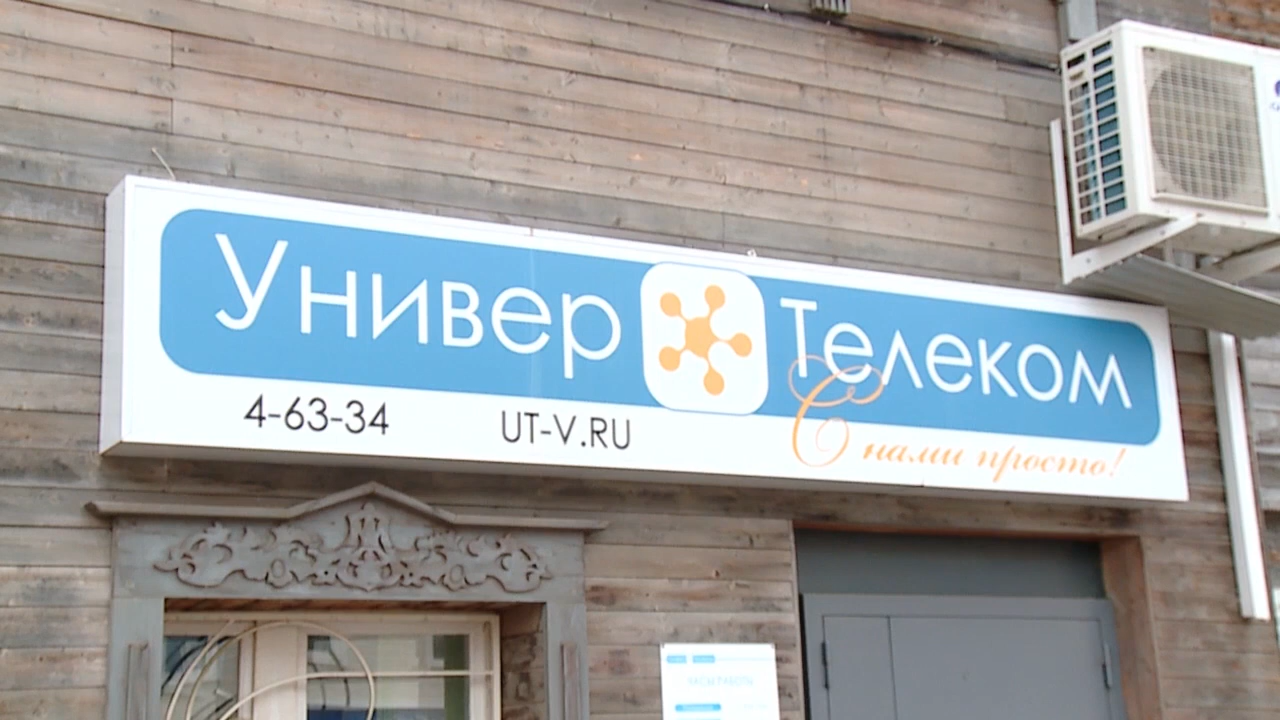 Универ Телеком
4-63-34 UT-V.RU С нами просто!